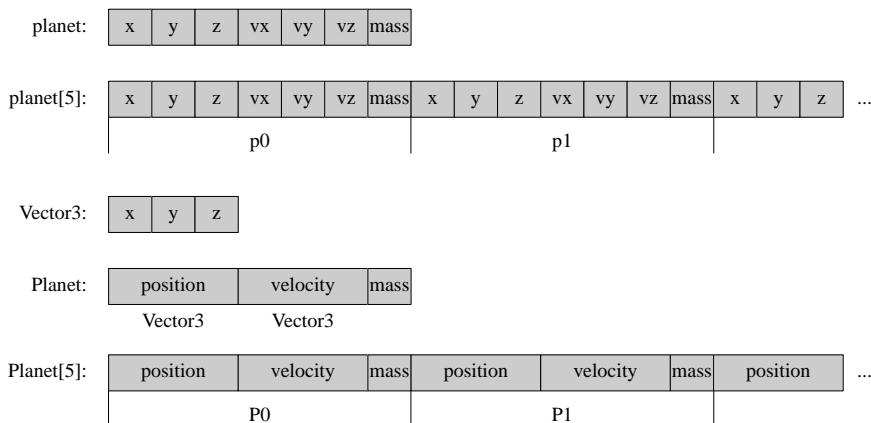 planet: x y z vx vy vz mass
planet[5]: x y z vx vy vz mass x y z vx vy vz mass x y z ...
p0 p1
Vector3: x y z
Planet: position velocity mass
Vector3 Vector3
Planet[5]: position velocity mass position velocity mass position ...
P0 P1